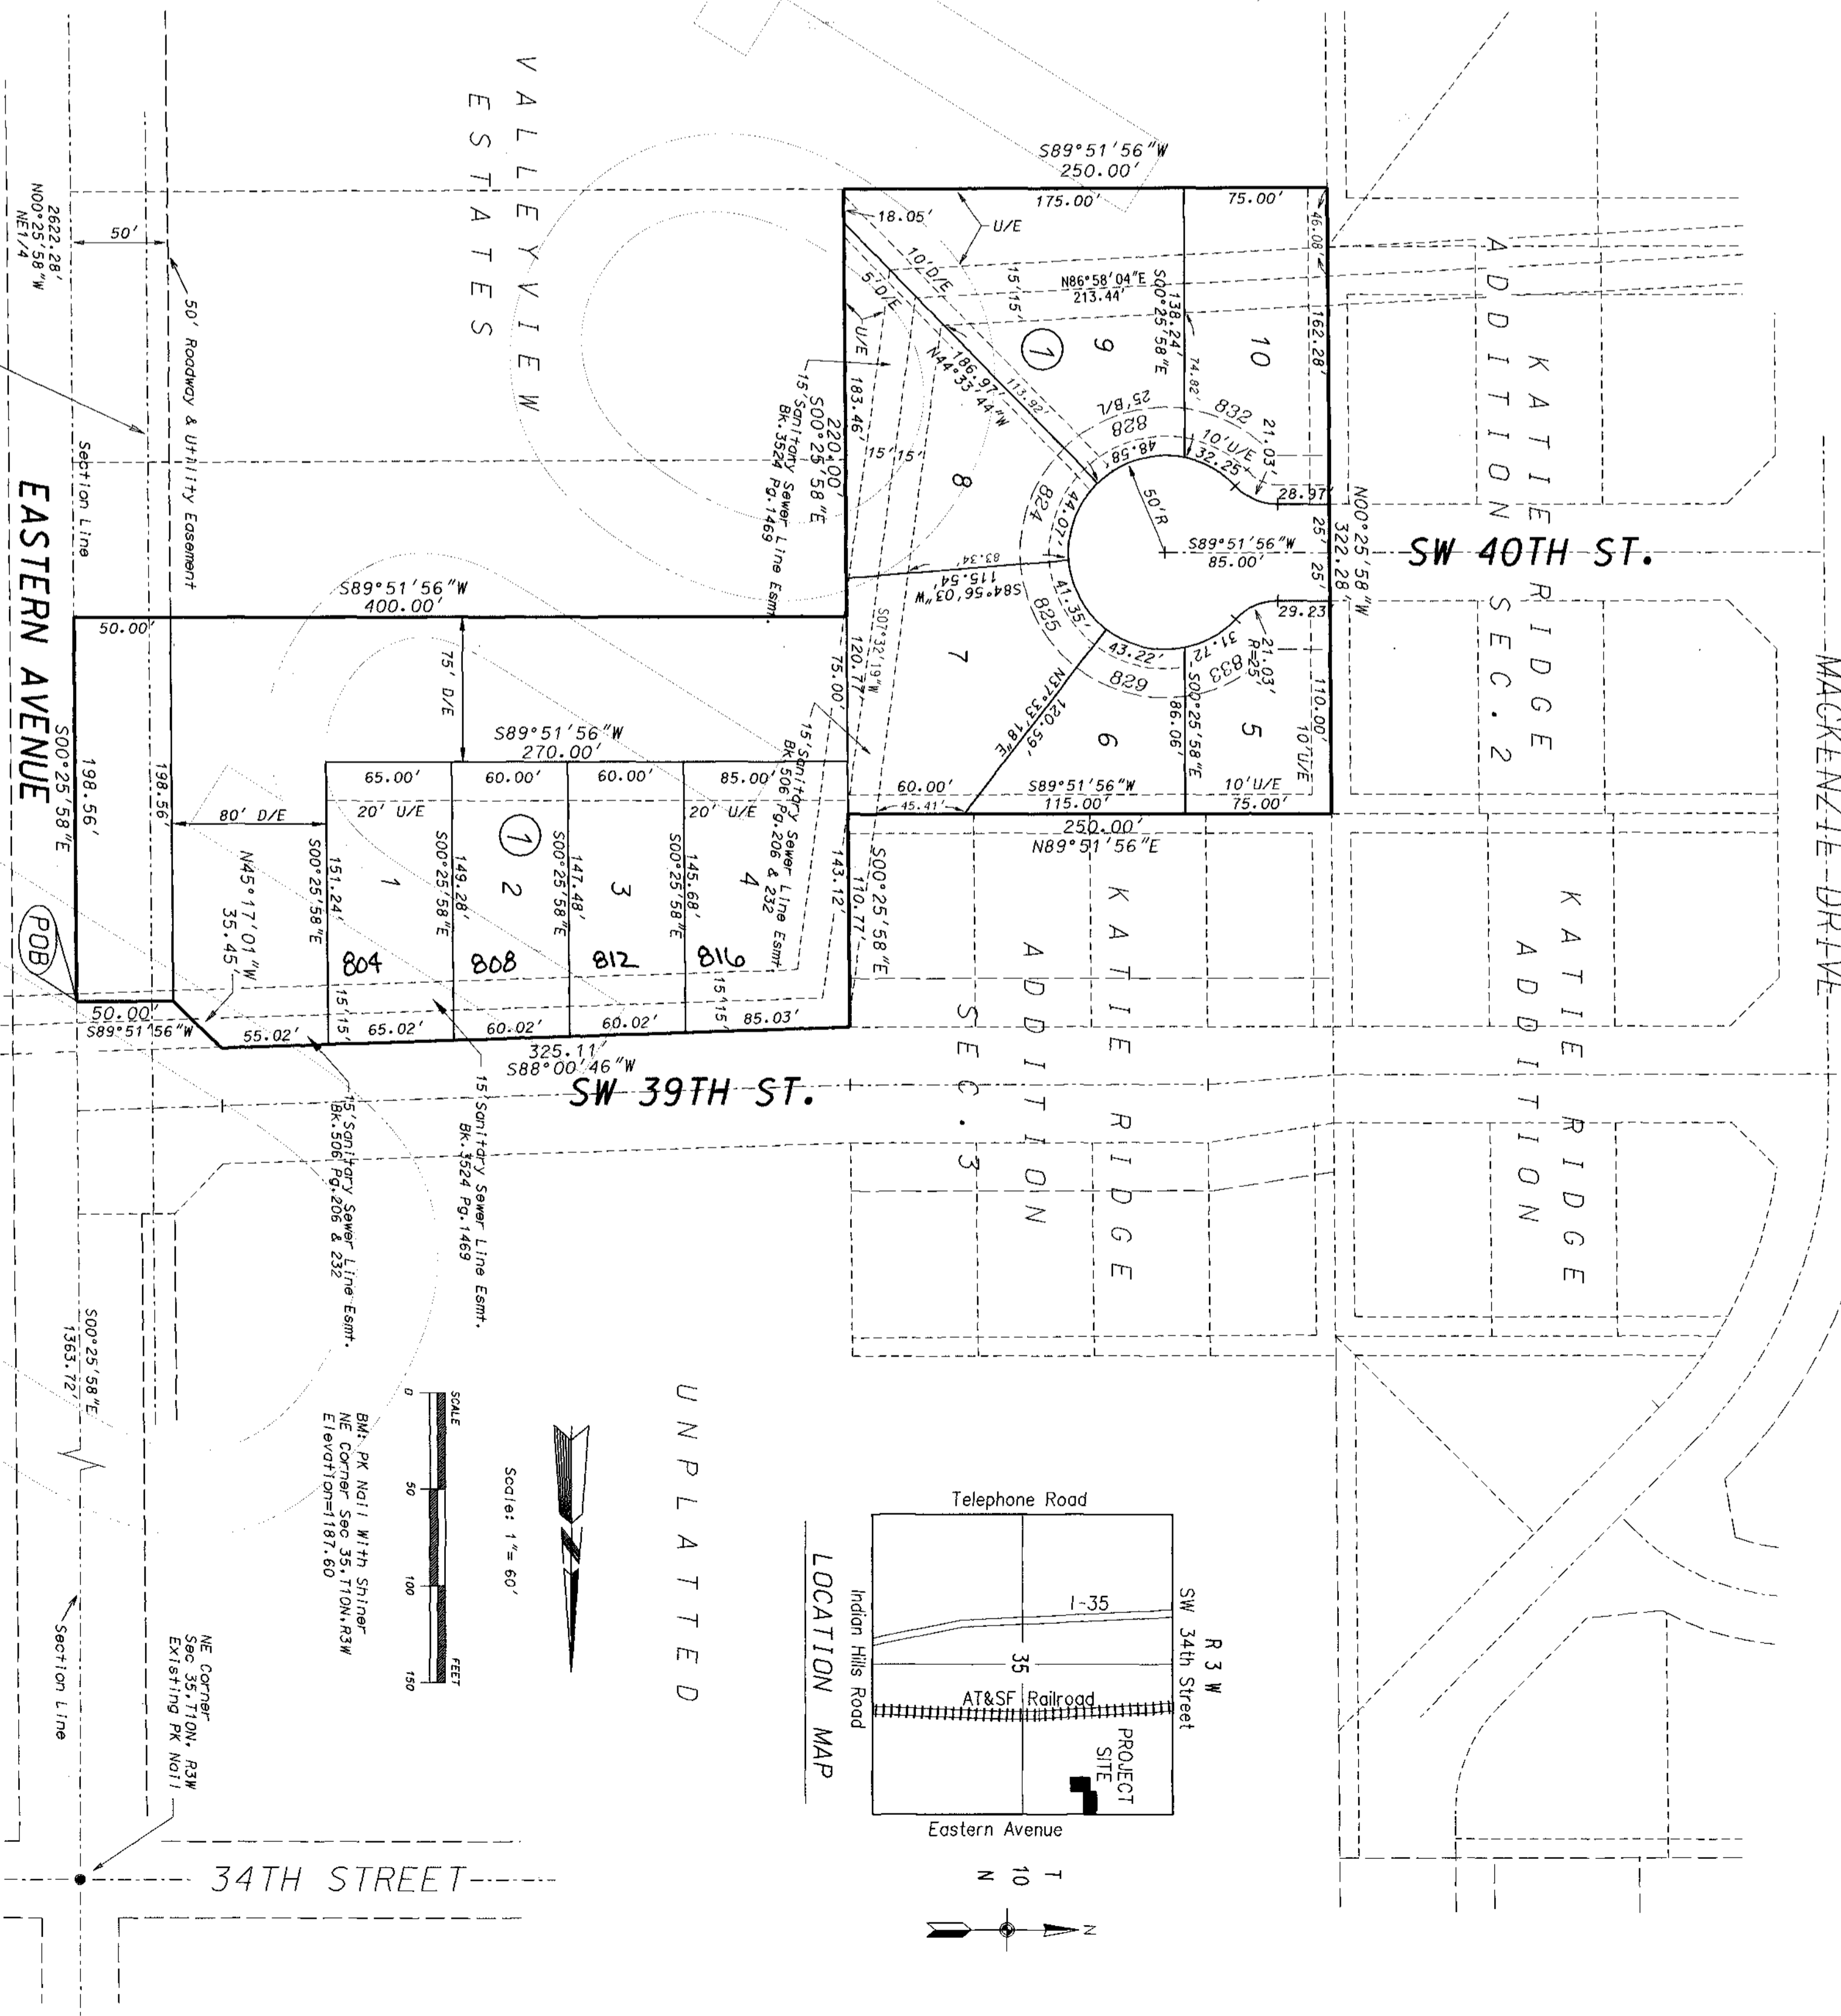 VALLEYVIEW
ESTATES
S89°51'56"W
250.00'
175.00'
75.00'
46.08'
162.28'
18.05'
U/E
10'D/E
5'D/E
U/E
15'15'
N86°58'04"E
213.44'
138.24'
S00°25'58"E
74.82'
1
9
10
186.97'
N44°33'44"W
113.92'
25'B/L
828
832
48.58'
10'U/E
32.25'
21.03'
28.97'
50'R
S89°51'56"W
85.00'
25'
25'
N00°25'58"W
322.28'
SW 40TH ST.
29.23'
21.03'
R=25'
31.72'
833
110.00'
10'U/E
8
824
44.07'
83.34'
S84°56'03"W
115.54'
41.35'
825
43.22'
829
7
N37°33'18"E
120.59'
S00°25'58"E
86.06'
6
5
60.00'
45.41'
S89°51'56"W
115.00'
10'U/E
75.00'
250.00'
N89°51'56"E
183.46'
15'15'
220.00'
S00°25'58"E
15'Sanitary Sewer Line Esmt.
Bk.3524 Pg.1469
S07°32'19"W
120.77'
75.00'
15'Sanitary Sewer Line Esmt
Bk.506 Pg.206 & 232
S00°25'58"E
110.77'
143.12'
2622.28'
N00°25'58"W
NE1/4
50'
50' Roadway & Utility Easement
Section Line
EASTERN AVENUE
S89°51'56"W
400.00'
50.00'
75' D/E
S89°51'56"W
270.00'
65.00'
60.00'
60.00'
85.00'
20' U/E
20' U/E
80' D/E
198.56'
198.56'
S00°25'58"E
151.24'
S00°25'58"E
149.28'
S00°25'58"E
147.48'
S00°25'58"E
145.68'
S00°25'58"E
1
1
2
3
4
804
808
812
816
N45°17'01"W
35.45'
POB
50.00'
S89°51'56"W
55.02'
15'15'
65.02'
60.02'
60.02'
15'15'
85.03'
325.11'
S88°00'46"W
SW 39TH ST.
15'Sanitary Sewer Line Esmt.
Bk.506 Pg.206 & 232
15'Sanitary Sewer Line Esmt.
Bk.3524 Pg.1469
KATIE RIDGE
ADDITION SEC.2
KATIE RIDGE
ADDITION
KATIE RIDGE
ADDITION
SEC.3
MACKENZIE DRIVE
UNPLATTED
S00°25'58"E
1363.72'
SCALE
FEET
0
50
100
150
Scale: 1"= 60'
BM: PK Nail With Shiner
NE Corner Sec 35,T10N,R3W
Elevation=1187.60
NE Corner
Sec 35,T10N, R3W
Existing PK Nail
Section Line
34TH STREET
R 3 W
SW 34th Street
Telephone Road
I-35
35
AT&SF Railroad
PROJECT
SITE
Indian Hills Road
Eastern Avenue
LOCATION MAP
T
10
N
N